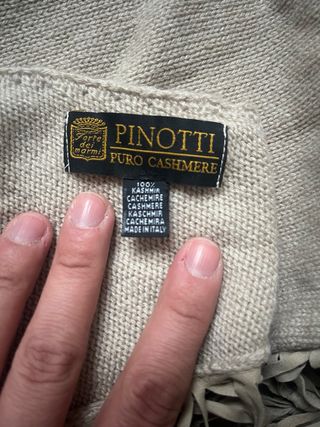 Forte
dei
marmi
PINOTTI
PURO CASHMERE
100%
KASHMIR
CACHEMIRE
CASHMERE
KASCHMIR
CACHEMIRA
MADE IN ITALY